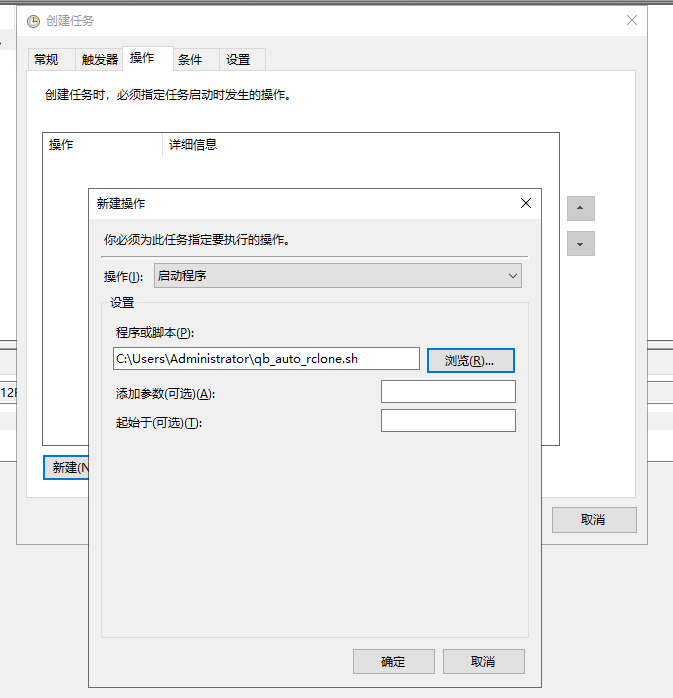 创建任务
常规 触发器 操作 条件 设置
创建任务时，必须指定任务启动时发生的操作。
操作 详细信息
新建操作
你必须为此任务指定要执行的操作。
操作(I): 启动程序
设置
程序或脚本(P):
C:\Users\Administrator\qb_auto_rclone.sh 浏览(R)...
添加参数(可选)(A):
起始于(可选)(T):
新建(N
取消
确定 取消